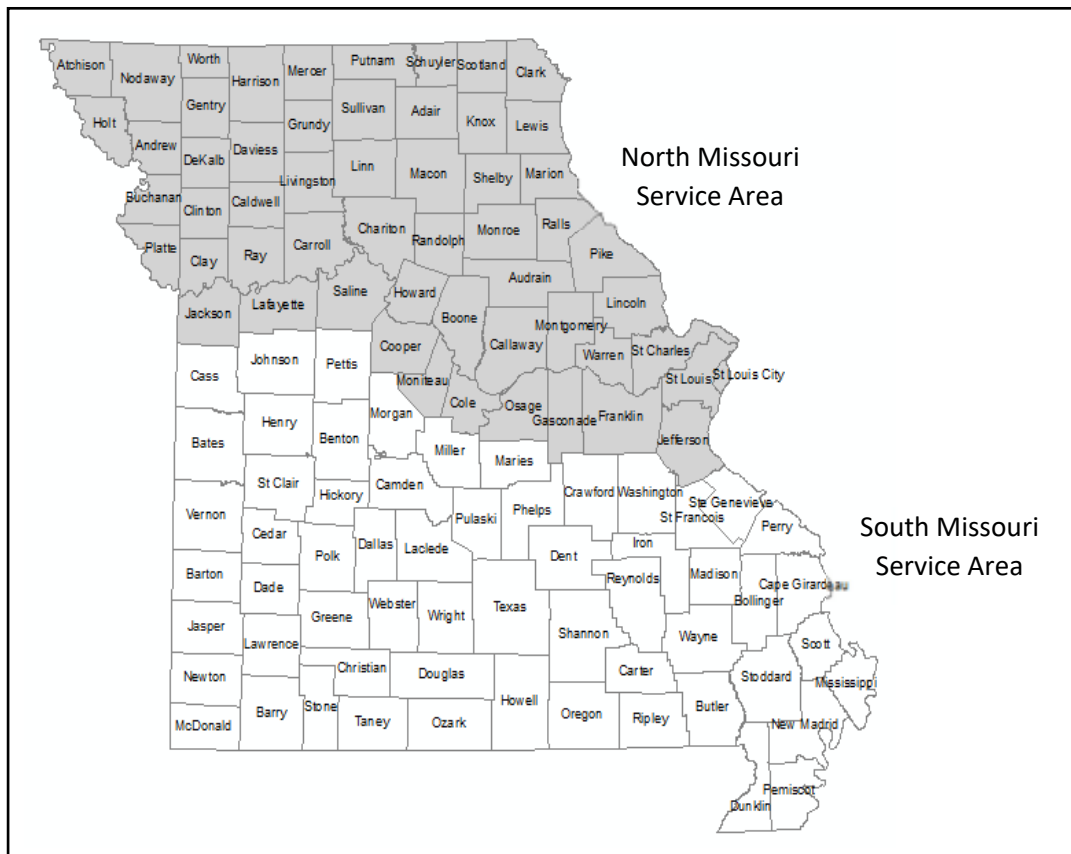 Atchison
Nodaway
Worth
Harrison
Mercer
Putnam
Schuyler
Scotland
Clark
Holt
Gentry
Grundy
Sullivan
Adair
Knox
Lewis
Andrew
DeKalb
Daviess
Livingston
Linn
Macon
Shelby
Marion
North Missouri
Service Area
Buchanan
Clinton
Caldwell
Chariton
Randolph
Monroe
Ralls
Platte
Clay
Ray
Carroll
Pike
Audrain
Jackson
Lafayette
Saline
Howard
Boone
Callaway
Montgomery
Lincoln
Cooper
Warren
St Charles
St Louis
St Louis City
Cass
Johnson
Pettis
Moniteau
Cole
Osage
Gasconade
Franklin
Jefferson
Morgan
Bates
Henry
Benton
Miller
Maries
St Clair
Hickory
Camden
Pulaski
Phelps
Crawford
Washington
Ste Genevieve
St Francois
Perry
South Missouri
Service Area
Vernon
Cedar
Polk
Dallas
Laclede
Dent
Iron
Reynolds
Madison
Bollinger
Cape Girardeau
Barton
Dade
Greene
Webster
Wright
Texas
Shannon
Wayne
Scott
Jasper
Lawrence
Christian
Douglas
Howell
Carter
Stoddard
Mississippi
Newton
McDonald
Barry
Stone
Taney
Ozark
Oregon
Ripley
Butler
New Madrid
Dunklin
Pemiscot